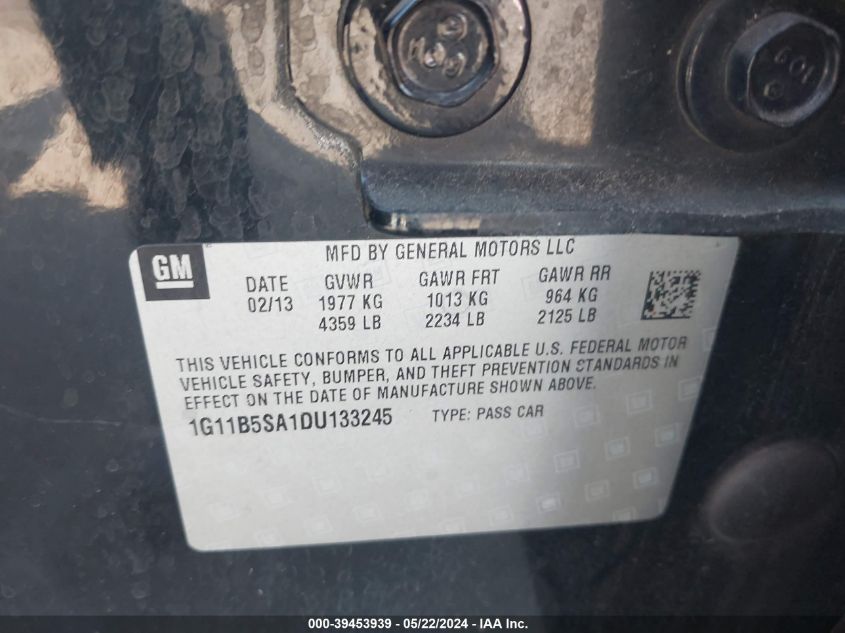 GM
MFD BY GENERAL MOTORS LLC
DATE GVWR GAWR FRT GAWR RR
02/13 1977 KG 1013 KG 964 KG
4359 LB 2234 LB 2125 LB
THIS VEHICLE CONFORMS TO ALL APPLICABLE U.S. FEDERAL MOTOR
VEHICLE SAFETY, BUMPER, AND THEFT PREVENTION STANDARDS IN
EFFECT ON THE DATE OF MANUFACTURE SHOWN ABOVE.
1G11B5SA1DU133245 TYPE: PASS CAR
000-39453939 - 05/22/2024 - IAA Inc.